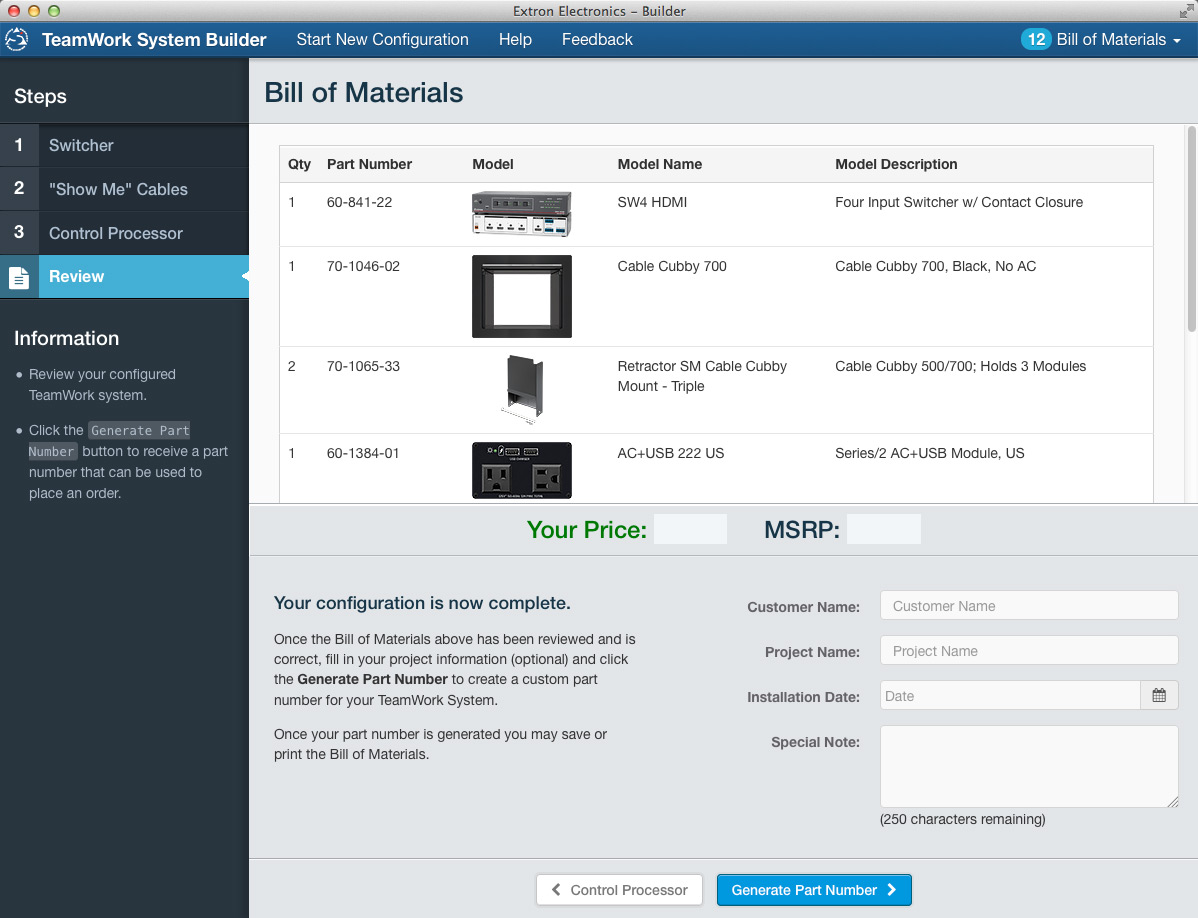 Extron Electronics – Builder
TeamWork System Builder Start New Configuration Help Feedback 12 Bill of Materials
Steps
1 Switcher
2 "Show Me" Cables
3 Control Processor
Review
Information
• Review your configured
TeamWork system.
• Click the Generate Part
Number button to receive a part
number that can be used to
place an order.
Bill of Materials
Qty Part Number Model Model Name Model Description
1 60-841-22 SW4 HDMI Four Input Switcher w/ Contact Closure
1 70-1046-02 Cable Cubby 700 Cable Cubby 700, Black, No AC
2 70-1065-33 Retractor SM Cable Cubby Cable Cubby 500/700; Holds 3 Modules
Mount - Triple
1 60-1384-01 AC+USB 222 US Series/2 AC+USB Module, US
Your Price: MSRP:
Your configuration is now complete.
Once the Bill of Materials above has been reviewed and is
correct, fill in your project information (optional) and click
the Generate Part Number to create a custom part
number for your TeamWork System.
Once your part number is generated you may save or
print the Bill of Materials.
Customer Name: Customer Name
Project Name: Project Name
Installation Date: Date
Special Note:
(250 characters remaining)
Control Processor
Generate Part Number